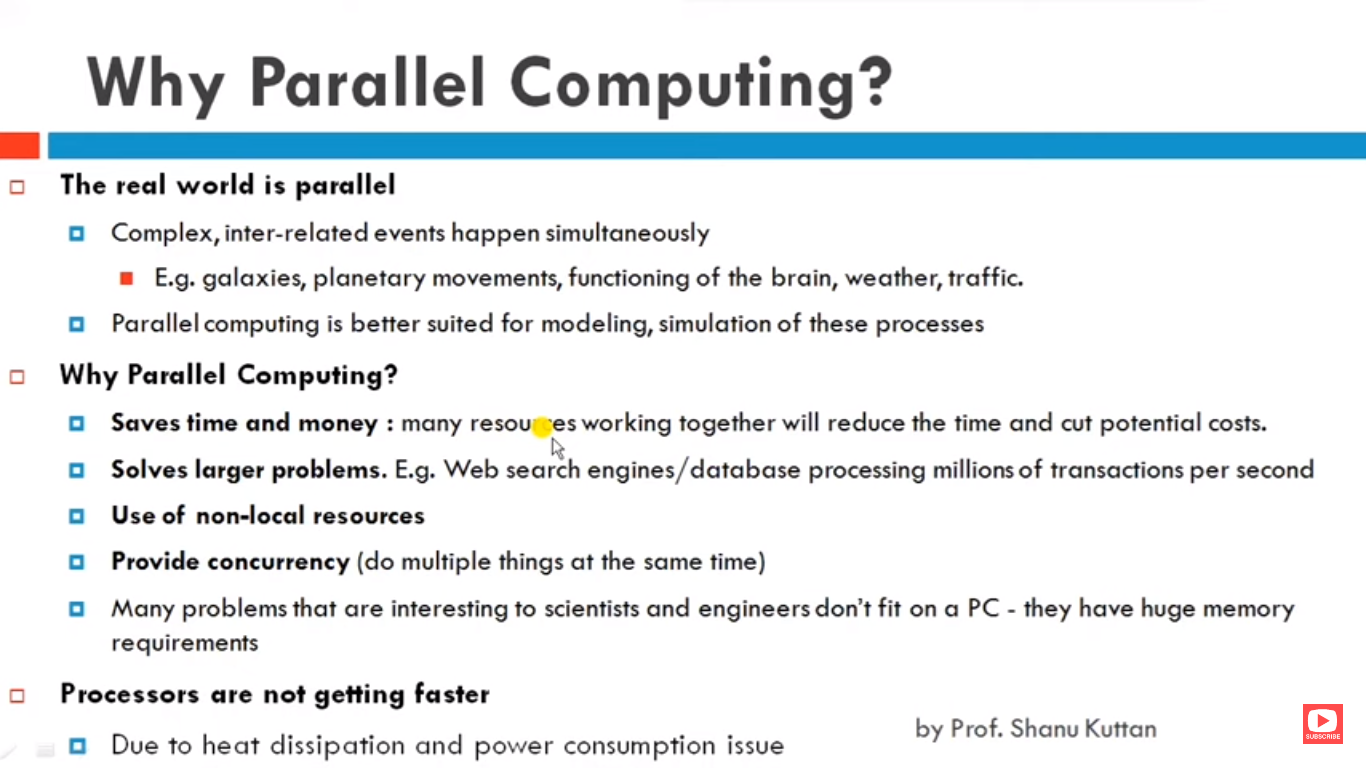 Why Parallel Computing?
The real world is parallel
Complex, inter-related events happen simultaneously
E.g. galaxies, planetary movements, functioning of the brain, weather, traffic.
Parallel computing is better suited for modeling, simulation of these processes
Why Parallel Computing?
Saves time and money : many resources working together will reduce the time and cut potential costs.
Solves larger problems. E.g. Web search engines/database processing millions of transactions per second
Use of non-local resources
Provide concurrency (do multiple things at the same time)
Many problems that are interesting to scientists and engineers don't fit on a PC - they have huge memory
requirements
Processors are not getting faster
Due to heat dissipation and power consumption issue
by Prof. Shanu Kuttan
SUBSCRIBE